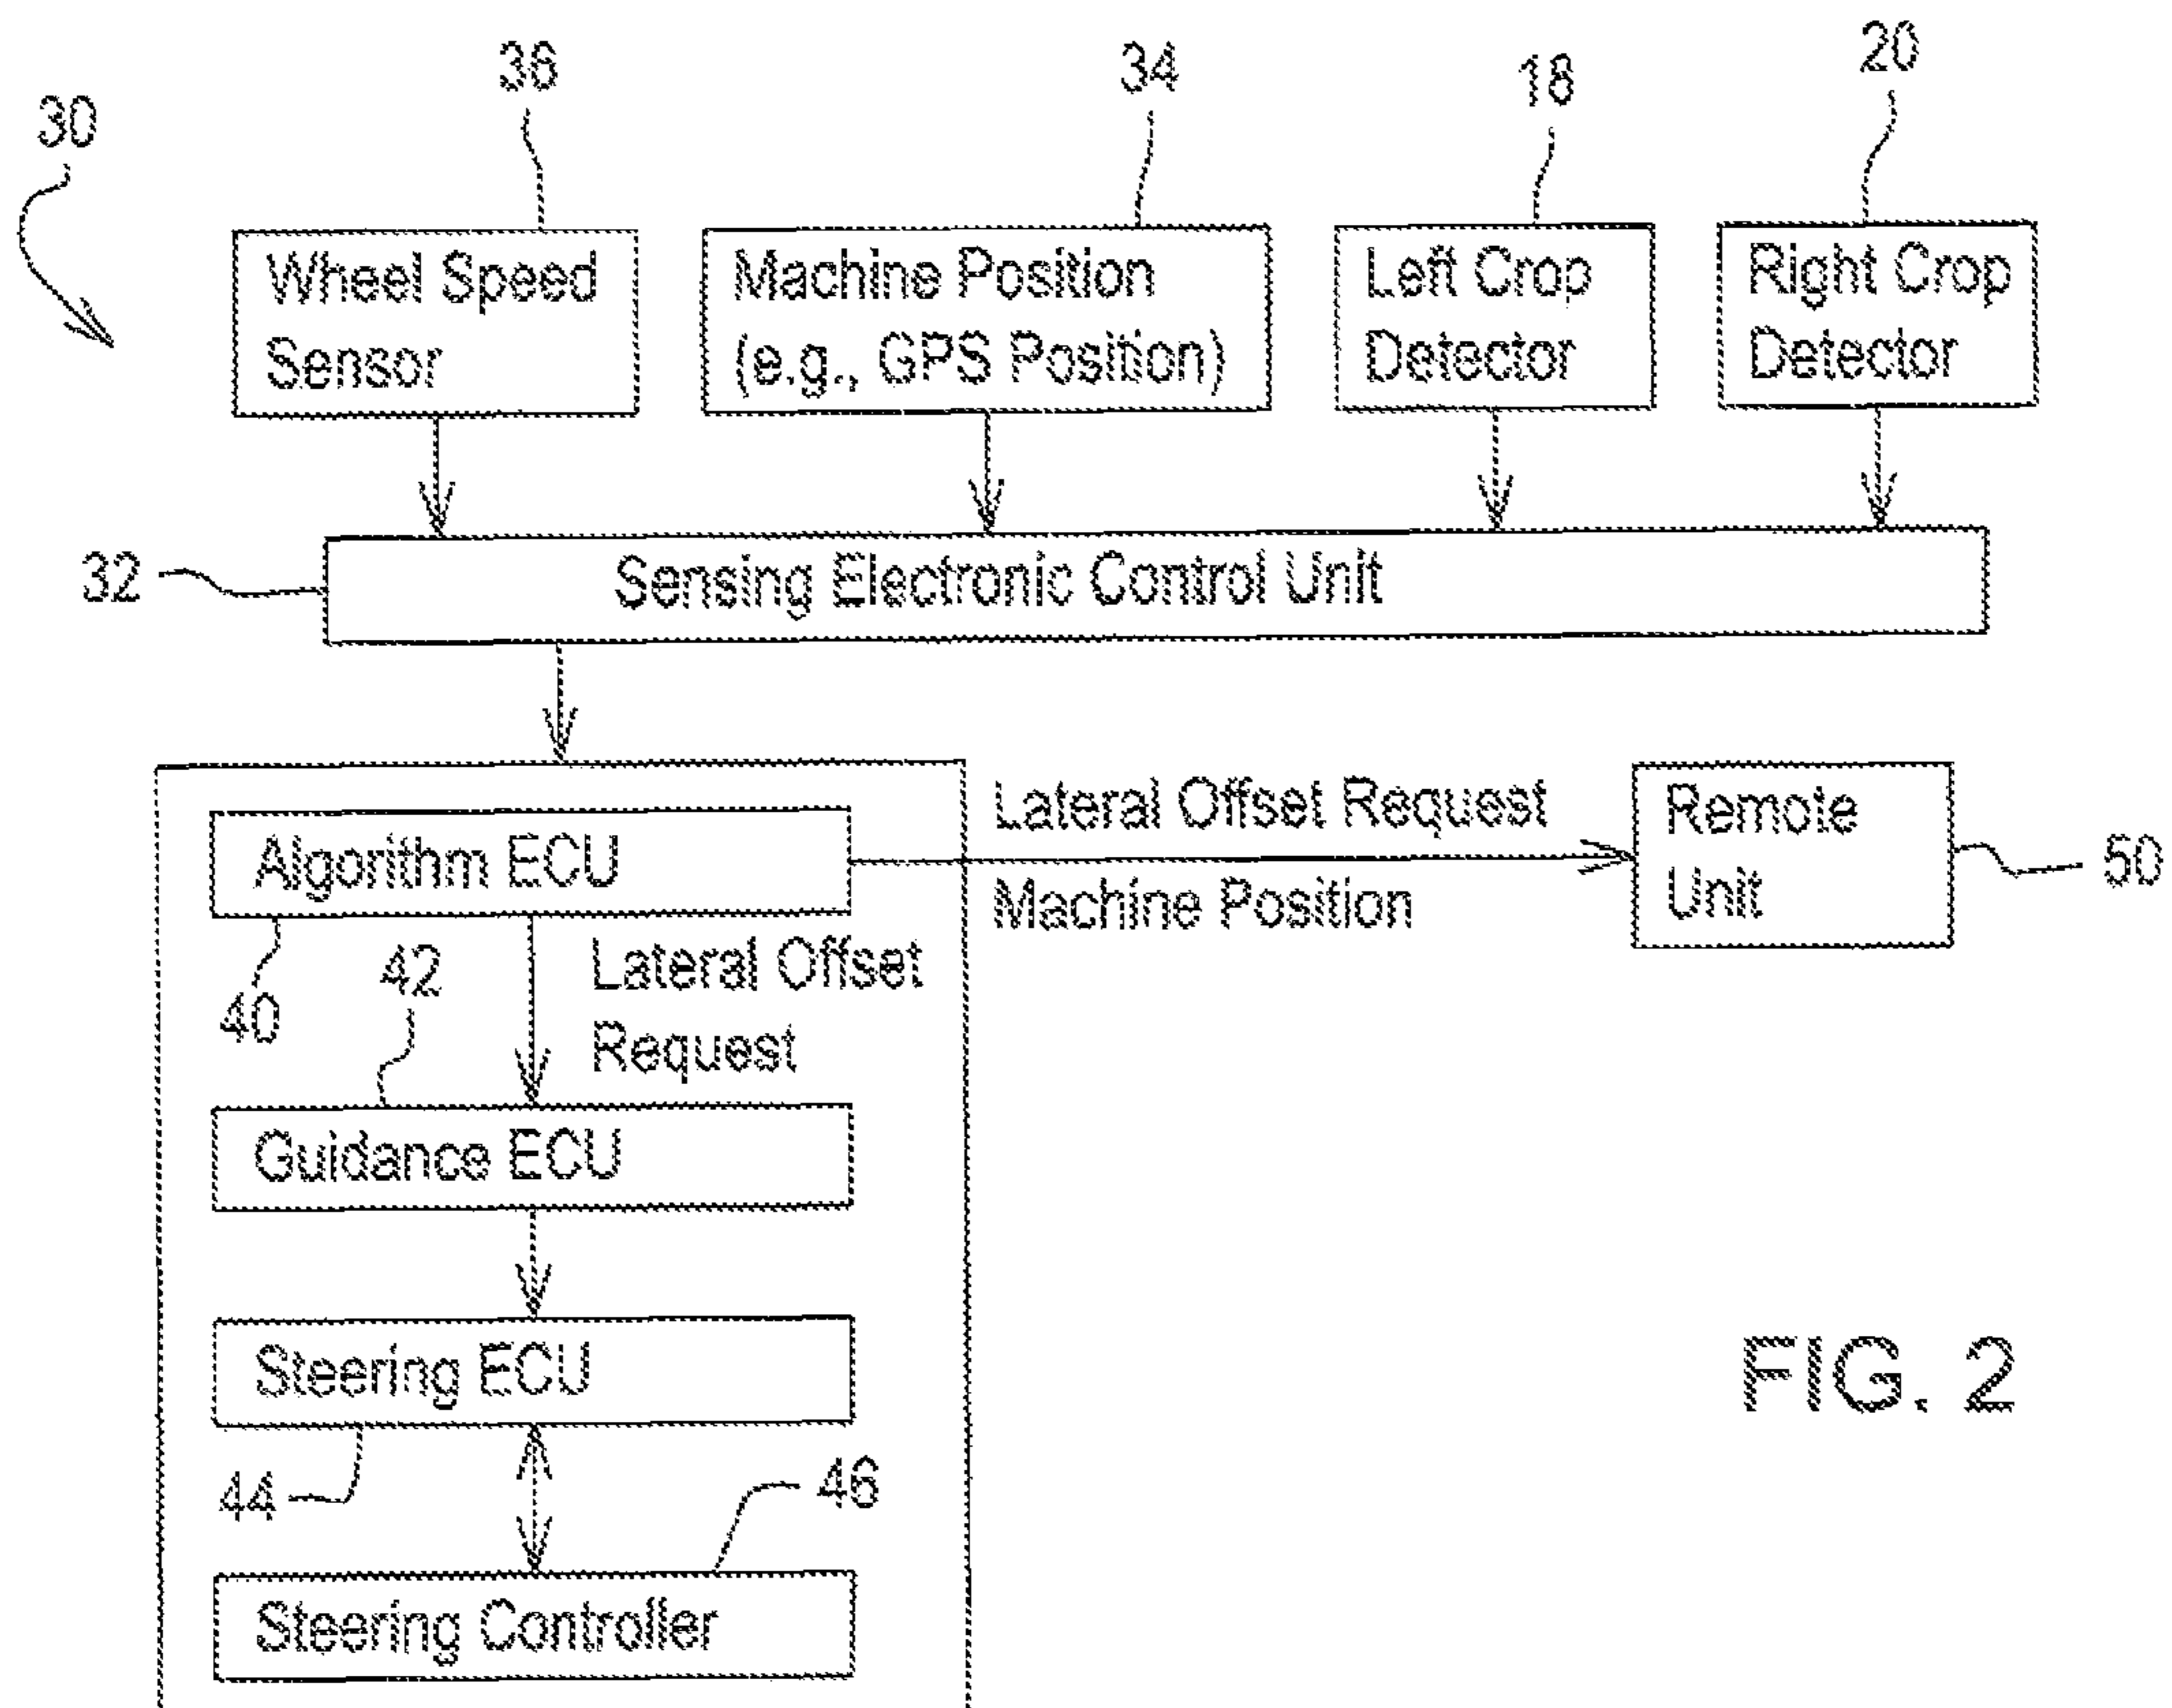 30
36
34
18
20
Wheel Speed
Sensor
Machine Position
(e.g., GPS Position)
Left Crop
Detector
Right Crop
Detector
32
Sensing Electronic Control Unit
Algorithm ECU
Lateral Offset Request
Machine Position
Remote
Unit
50
40
42
Lateral Offset
Request
Guidance ECU
Steering ECU
44
46
Steering Controller
FIG. 2